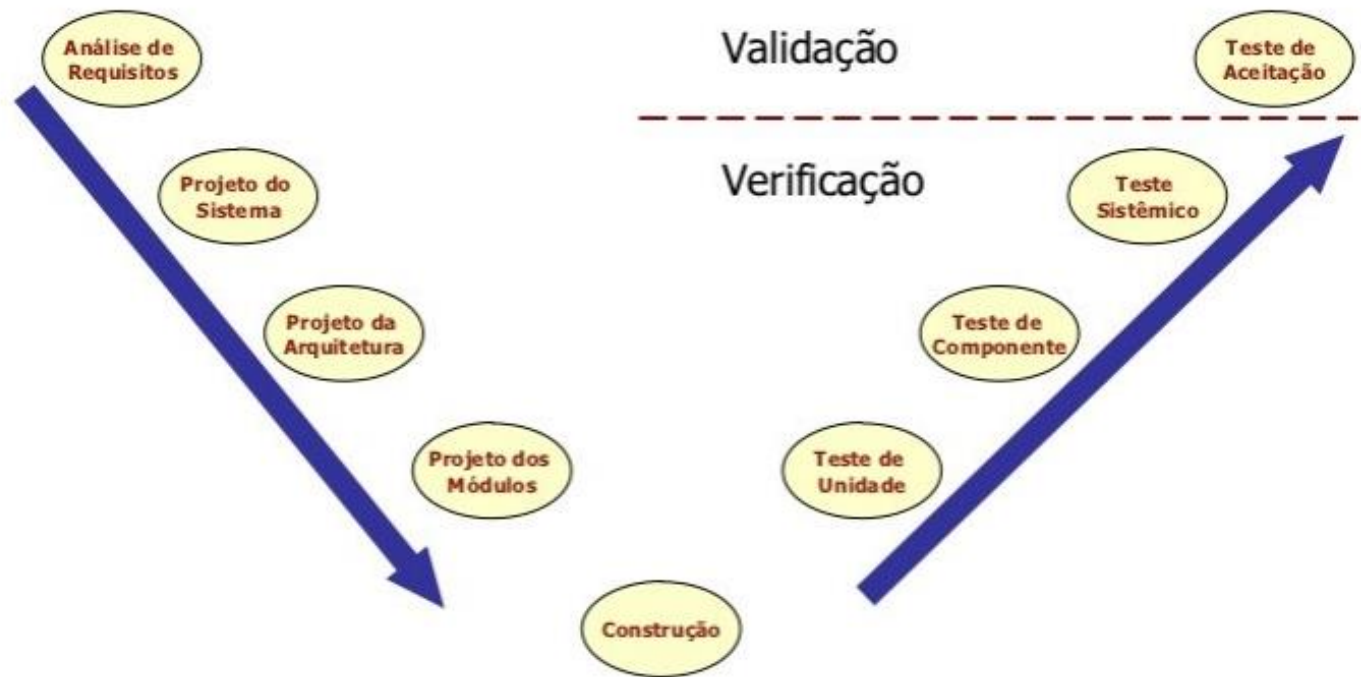 Análise de
Requisitos
Validação
Teste de
Aceitação
Projeto do
Sistema
Verificação
Teste
Sistêmico
Projeto da
Arquitetura
Teste de
Componente
Projeto dos
Módulos
Teste de
Unidade
Construção